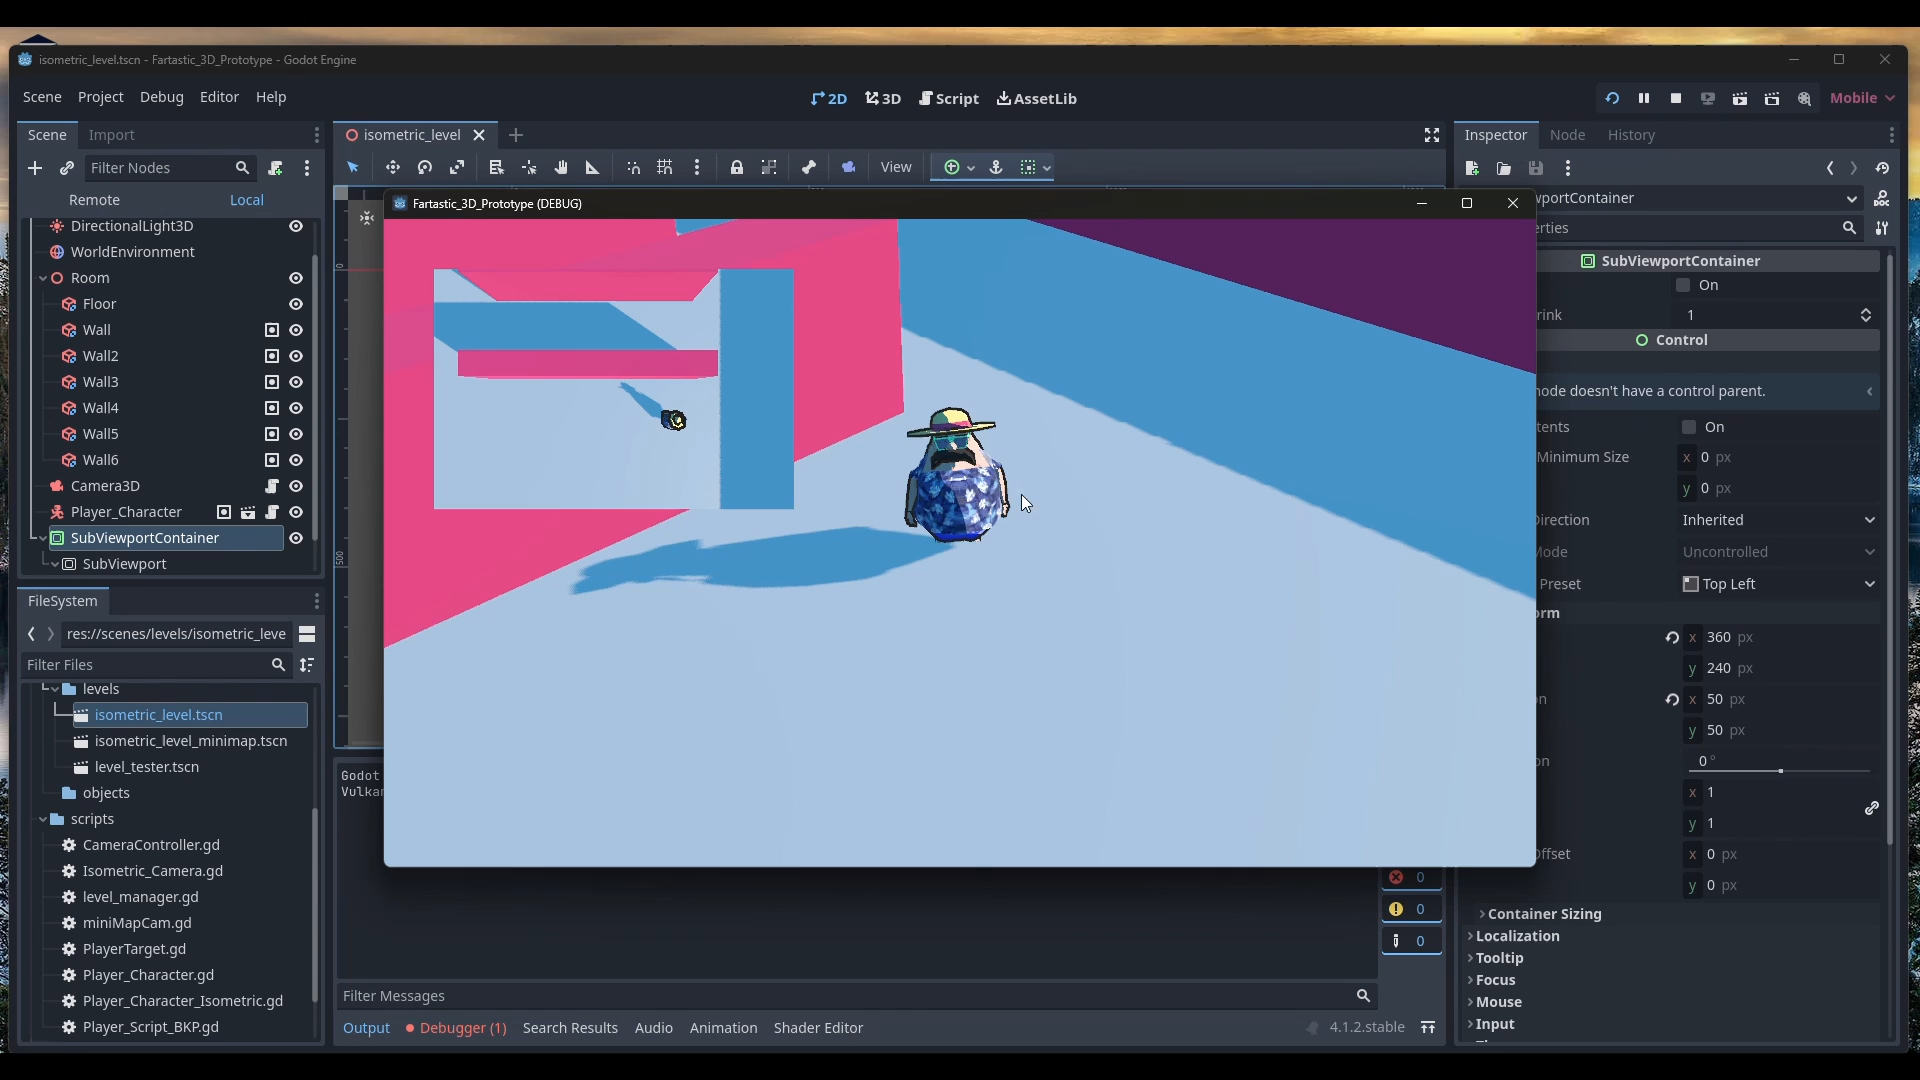 isometric_level.tscn - Fartastic_3D_Prototype - Godot Engine
Scene Project Debug Editor Help
2D 3D Script AssetLib
Mobile
Scene Import
isometric_level
Inspector Node History
Filter Nodes
View
Remote Local
DirectionalLight3D
WorldEnvironment
Room
Floor
Wall
Wall2
Wall3
Wall4
Wall5
Wall6
Camera3D
Player_Character
SubViewportContainer
SubViewport
FileSystem
res://scenes/levels/isometric_leve
Filter Files
levels
isometric_level.tscn
isometric_level_minimap.tscn
level_tester.tscn
objects
scripts
CameraController.gd
Isometric_Camera.gd
level_manager.gd
miniMapCam.gd
PlayerTarget.gd
Player_Character.gd
Player_Character_Isometric.gd
Player_Script_BKP.gd
0
500
Fartastic_3D_Prototype (DEBUG)
Godot
Vulkan
0
0
0
Filter Messages
Output Debugger (1) Search Results Audio Animation Shader Editor
4.1.2.stable
wportContainer
erties
SubViewportContainer
On
rink 1
Control
node doesn't have a control parent.
tents On
Minimum Size x 0 px
y 0 px
Direction Inherited
Mode Uncontrolled
Preset Top Left
orm
x 360 px
y 240 px
on x 50 px
y 50 px
on 0°
x 1
y 1
Offset x 0 px
y 0 px
Container Sizing
Localization
Tooltip
Focus
Mouse
Input